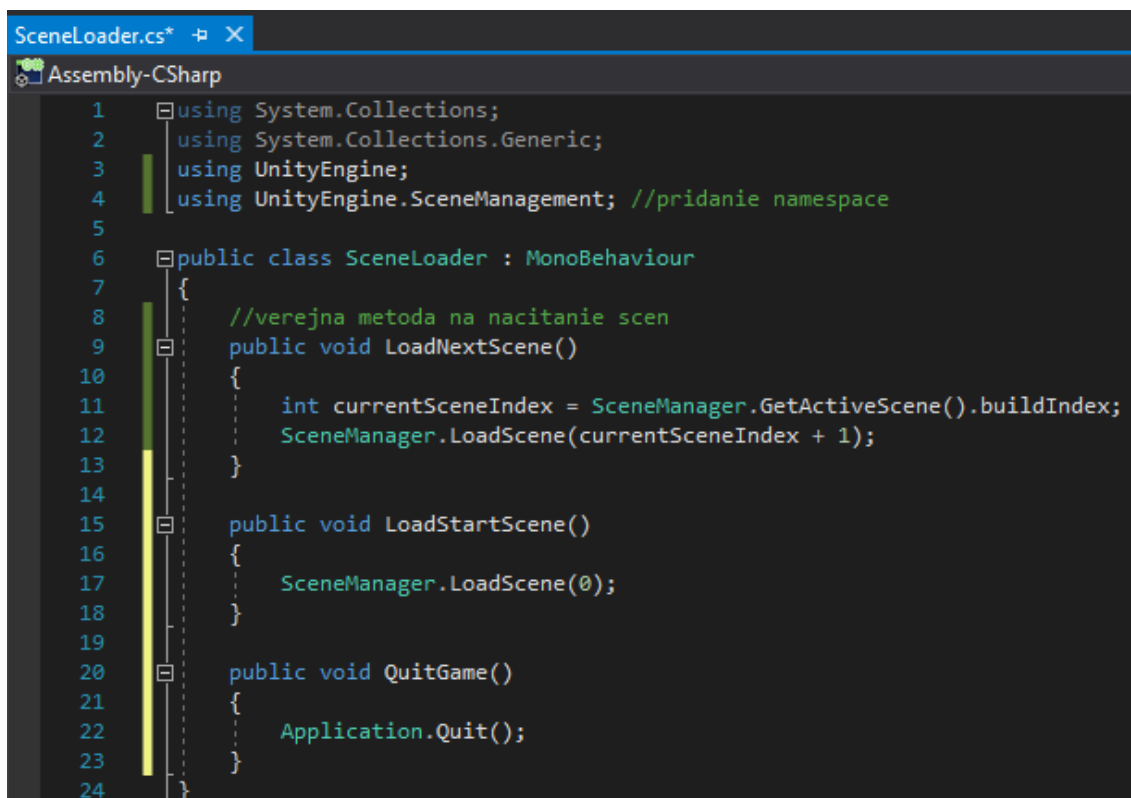 SceneLoader.cs*
Assembly-CSharp
1 using System.Collections;
2 using System.Collections.Generic;
3 using UnityEngine;
4 using UnityEngine.SceneManagement; //pridanie namespace
5
6 public class SceneLoader : MonoBehaviour
7 {
8 //verejna metoda na nacitanie scen
9 public void LoadNextScene()
10 {
11 int currentSceneIndex = SceneManager.GetActiveScene().buildIndex;
12 SceneManager.LoadScene(currentSceneIndex + 1);
13 }
14
15 public void LoadStartScene()
16 {
17 SceneManager.LoadScene(0);
18 }
19
20 public void QuitGame()
21 {
22 Application.Quit();
23 }
24 }